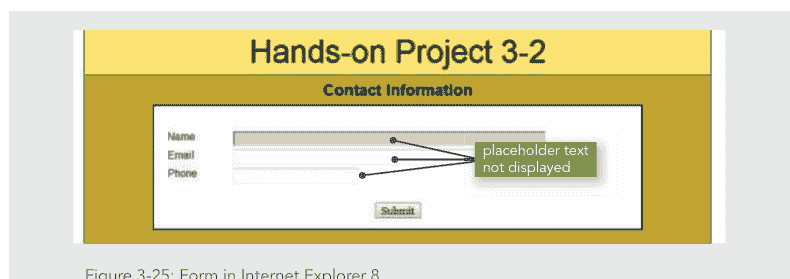 Hands-on Project 3-2
Contact Information
Name
Email
Phone
placeholder text
not displayed
Submit
Figure 3-25: Form in Internet Explorer 8